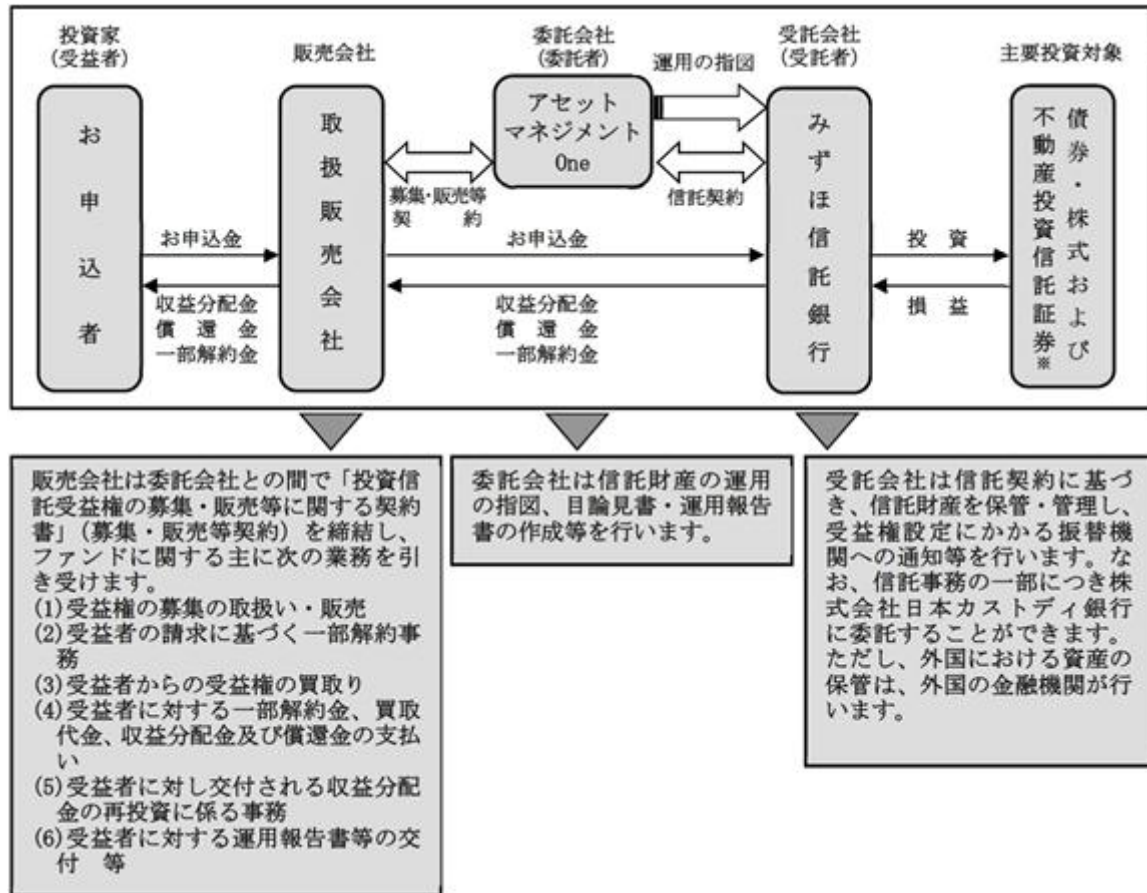 投資家
(受益者)
販売会社
委託会社
(委託者)
運用の指図
受託会社
(受託者)
主要投資対象
お申込者
取扱販売会社
アセット
マネジメント
One
みずほ信託銀行
債券・株式および
不動産投資信託証券※
募集・販売等
契　　約
信託契約
お申込金
お申込金
投　資
収益分配金
償　還　金
一部解約金
収益分配金
償　還　金
一部解約金
損　益
販売会社は委託会社との間で「投資信
託受益権の募集・販売等に関する契約
書」(募集・販売等契約) を締結し、
ファンドに関する主に次の業務を引
き受けます。
(1)受益権の募集の取扱い・販売
(2)受益者の請求に基づく一部解約事
務
(3)受益者からの受益権の買取り
(4)受益者に対する一部解約金、買取
代金、収益分配金及び償還金の支払
い
(5)受益者に対し交付される収益分配
金の再投資に係る事務
(6)受益者に対する運用報告書等の交
付　等
委託会社は信託財産の運用
の指図、目論見書・運用報告
書の作成等を行います。
受託会社は信託契約に基づ
き、信託財産を保管・管理し、
受益権設定にかかる振替機
関への通知等を行います。な
お、信託事務の一部につき株
式会社日本カストディ銀行
に委託することができます。
ただし、外国における資産の
保管は、外国の金融機関が行
います。